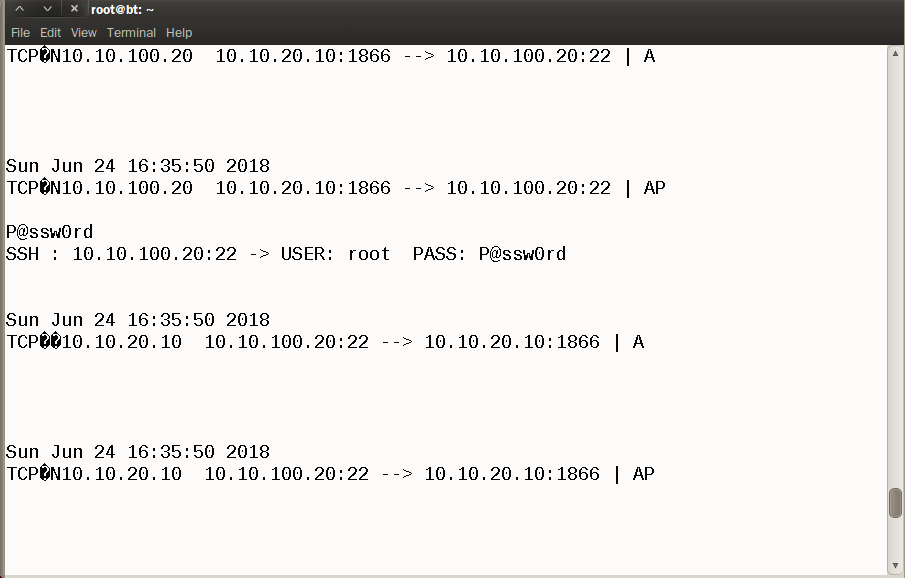 root@bt: ~
File Edit View Terminal Help
TCP�N10.10.100.20  10.10.20.10:1866 --> 10.10.100.20:22 | A
Sun Jun 24 16:35:50 2018
TCP�N10.10.100.20  10.10.20.10:1866 --> 10.10.100.20:22 | AP
P@ssw0rd
SSH : 10.10.100.20:22 -> USER: root  PASS: P@ssw0rd
Sun Jun 24 16:35:50 2018
TCP��10.10.20.10  10.10.100.20:22 --> 10.10.20.10:1866 | A
Sun Jun 24 16:35:50 2018
TCP�N10.10.20.10  10.10.100.20:22 --> 10.10.20.10:1866 | AP